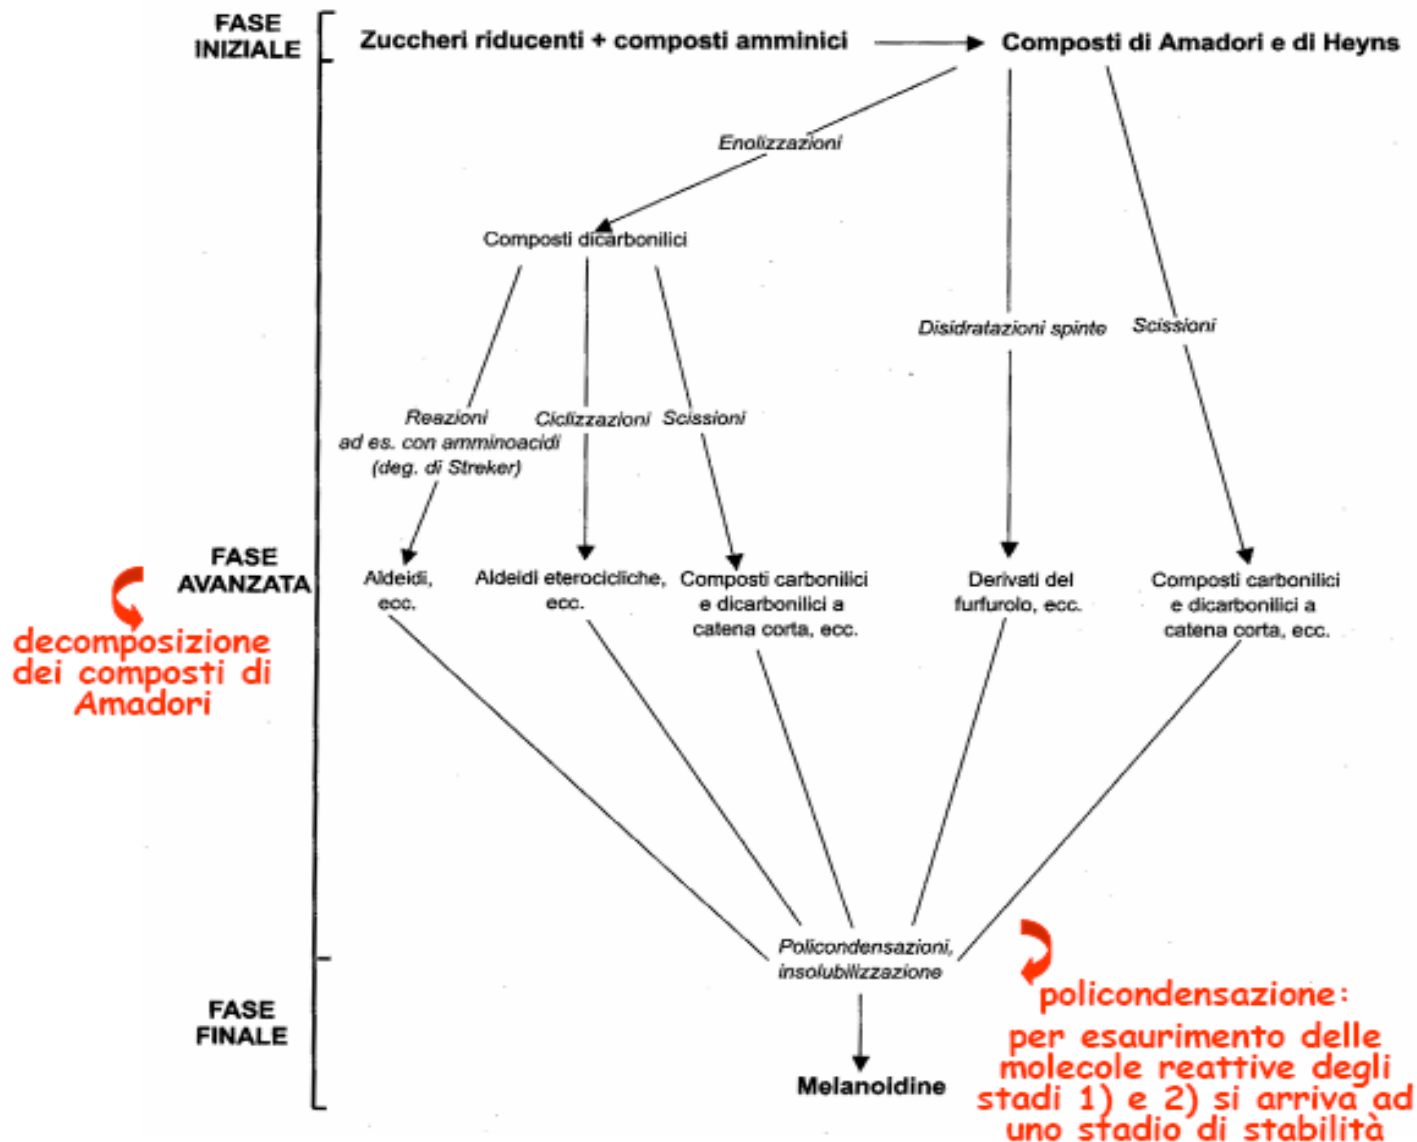 FASE
INIZIALE
Zuccheri riducenti + composti amminici
Composti di Amadori e di Heyns
Enolizzazioni
Composti dicarbonilici
Disidratazioni spinte
Scissioni
Reazioni
ad es. con amminoacidi
(deg. di Streker)
Ciclizzazioni
Scissioni
FASE
AVANZATA
decomposizione
dei composti di
Amadori
Aldeidi,
ecc.
Aldeidi eterocicliche,
ecc.
Composti carbonilici
e dicarbonilici a
catena corta, ecc.
Derivati del
furfurolo, ecc.
Composti carbonilici
e dicarbonilici a
catena corta, ecc.
Policondensazioni,
insolubilizzazione
FASE
FINALE
Melanoidine
policondensazione:
per esaurimento delle
molecole reattive degli
stadi 1) e 2) si arriva ad
uno stadio di stabilità